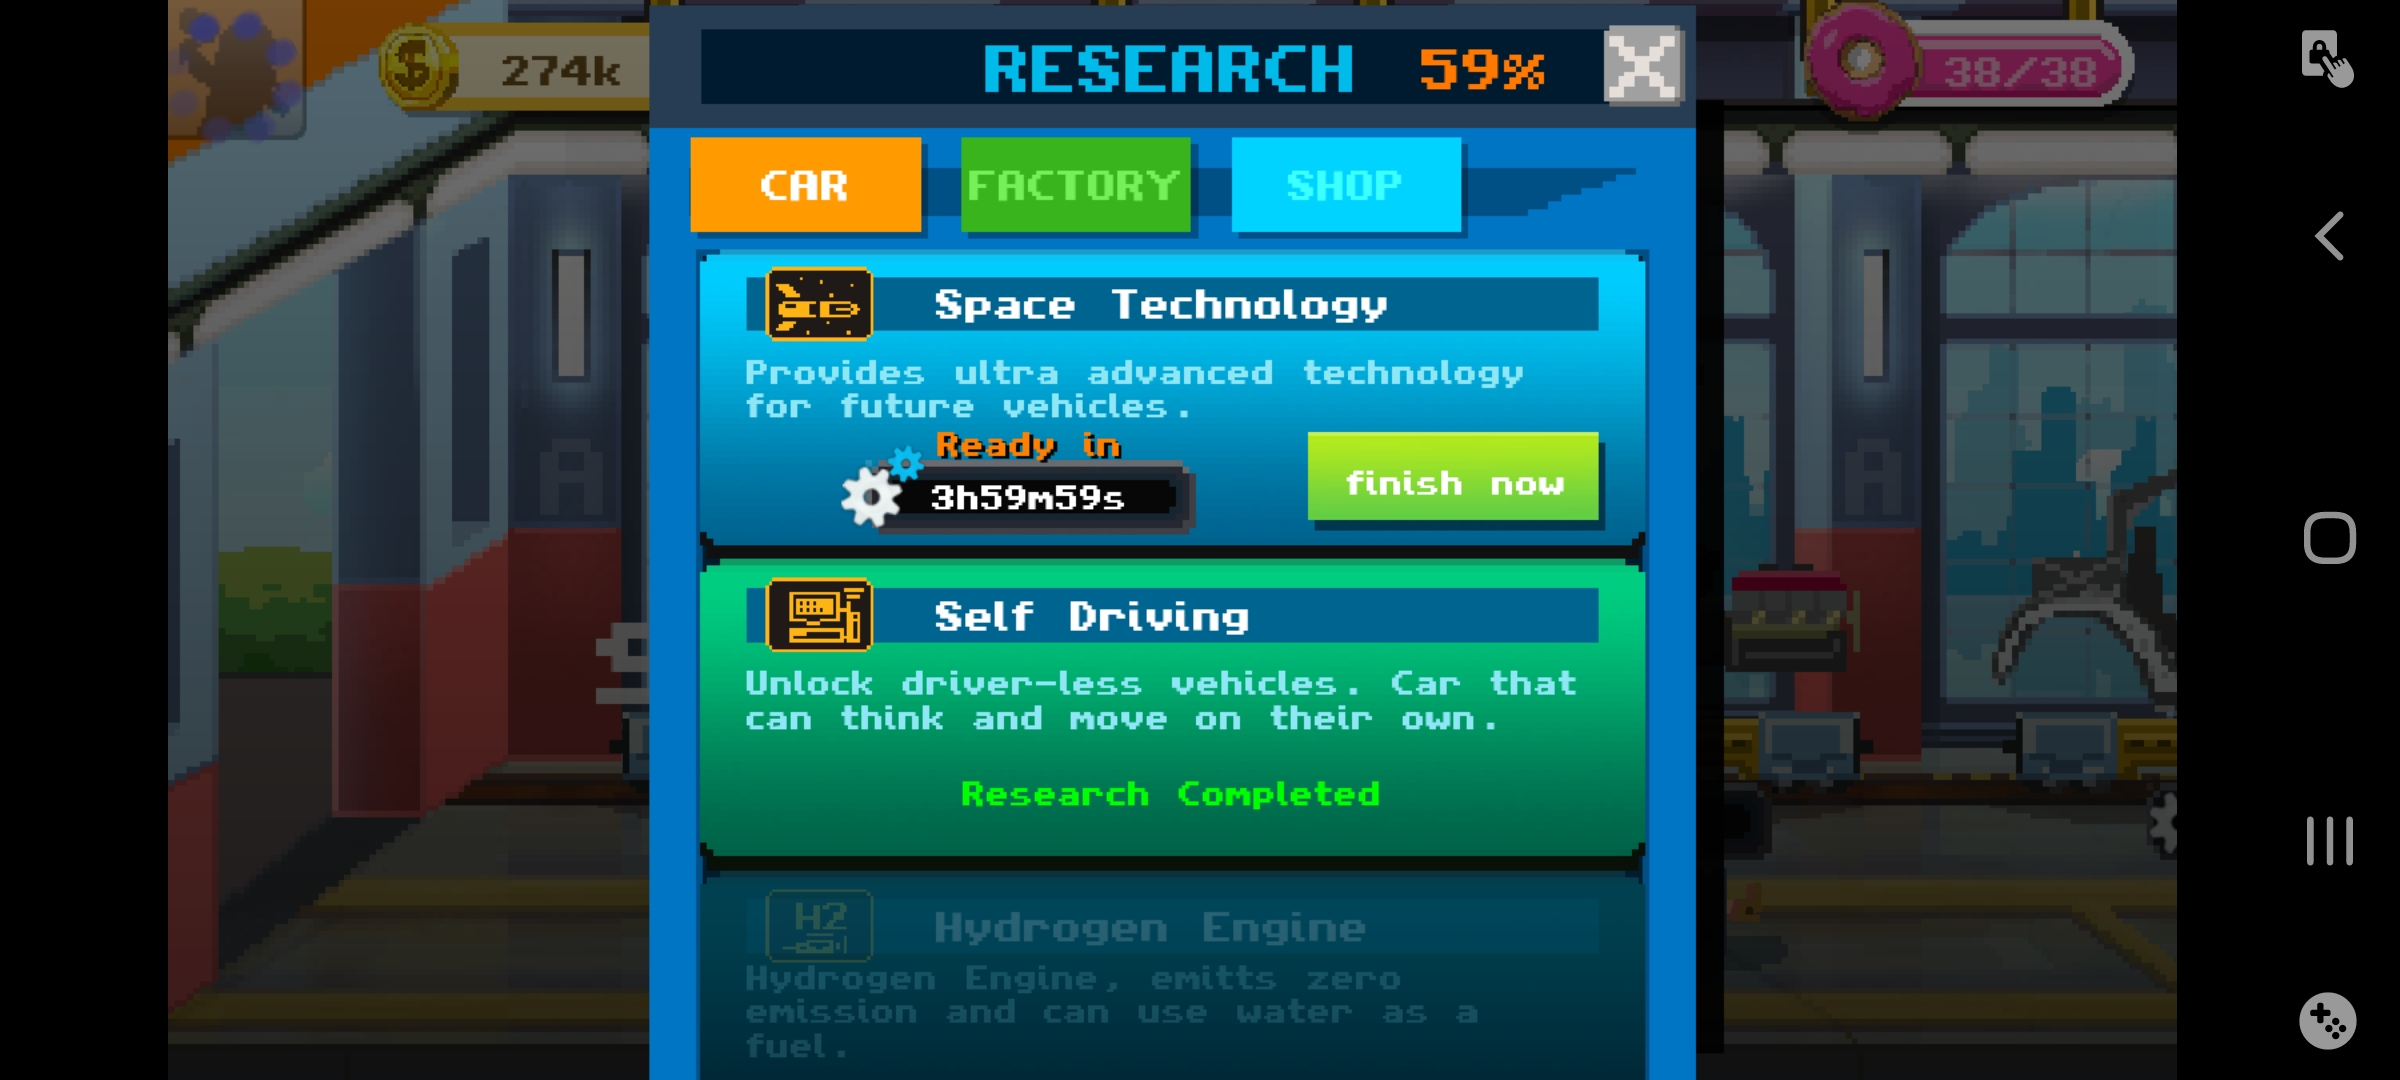 274k
RESEARCH 59%
38/38
CAR
FACTORY
SHOP
Space Technology
Provides ultra advanced technology
for future vehicles.
Ready in
3h59m59s
finish now
Self Driving
Unlock driver-less vehicles. Car that
can think and move on their own.
Research Completed
H2
Hydrogen Engine
Hydrogen Engine, emitts zero
emission and can use water as a
fuel.
A
A